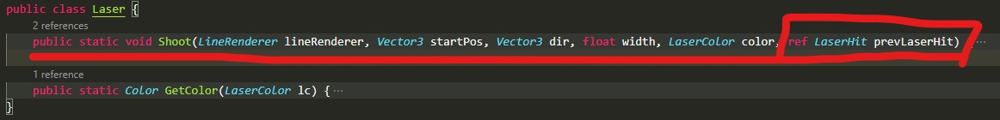 public class Laser {
2 references
public static void Shoot(LineRenderer lineRenderer, Vector3 startPos, Vector3 dir, float width, LaserColor color, ref LaserHit prevLaserHit) {···
1 reference
public static Color GetColor(LaserColor lc) {···
}